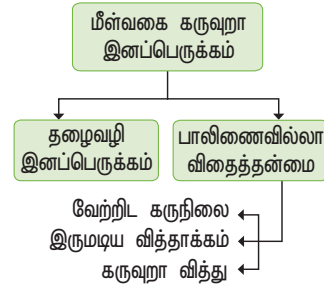 மீள்வகை கருவுறா
இனப்பெருக்கம்
தழைவழி
இனப்பெருக்கம்
பாலிணைவில்லா
விதைத்தன்மை
வேற்றிட கருநிலை
இருமடிய வித்தாக்கம்
கருவுறா வித்து